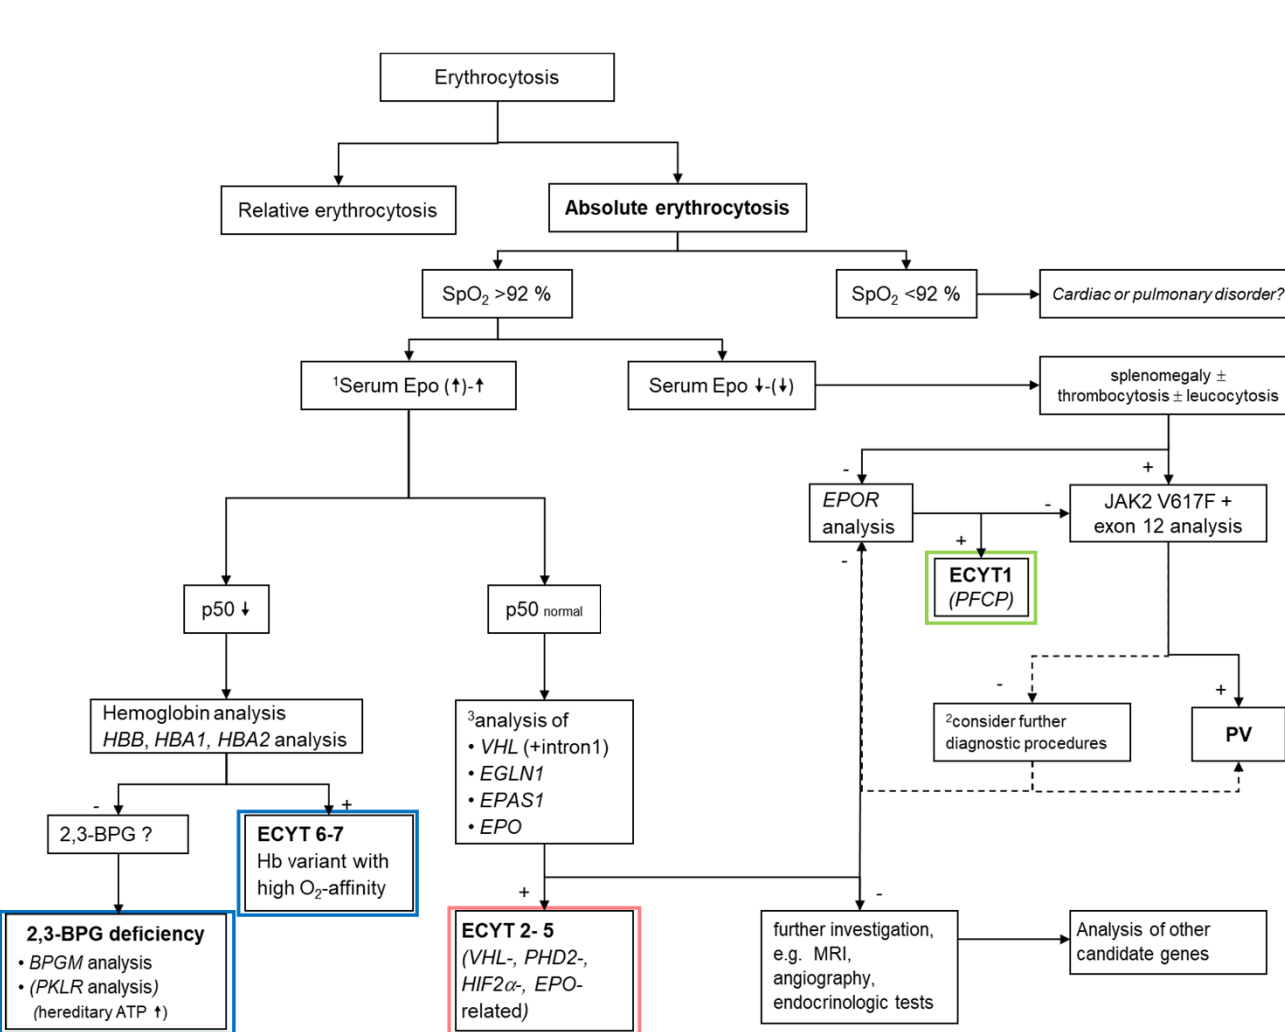 Erythrocytosis
Relative erythrocytosis
Absolute erythrocytosis
SpO₂ >92 %
SpO₂ <92 %
Cardiac or pulmonary disorder?
¹Serum Epo (↑)-↑
Serum Epo ↓-(↓)
splenomegaly ±
thrombocytosis ± leucocytosis
-
+
EPOR
analysis
-
JAK2 V617F +
exon 12 analysis
+
-
ECYT1
(PFCP)
p50 ↓
p50 normal
-
+
Hemoglobin analysis
HBB, HBA1, HBA2 analysis
³analysis of
• VHL (+intron1)
• EGLN1
• EPAS1
• EPO
²consider further
diagnostic procedures
PV
-
+
2,3-BPG ?
ECYT 6-7
Hb variant with
high O₂-affinity
+
-
2,3-BPG deficiency
• BPGM analysis
• (PKLR analysis)
(hereditary ATP ↑)
ECYT 2- 5
(VHL-, PHD2-,
HIF2α-, EPO-
related)
further investigation,
e.g. MRI,
angiography,
endocrinologic tests
Analysis of other
candidate genes